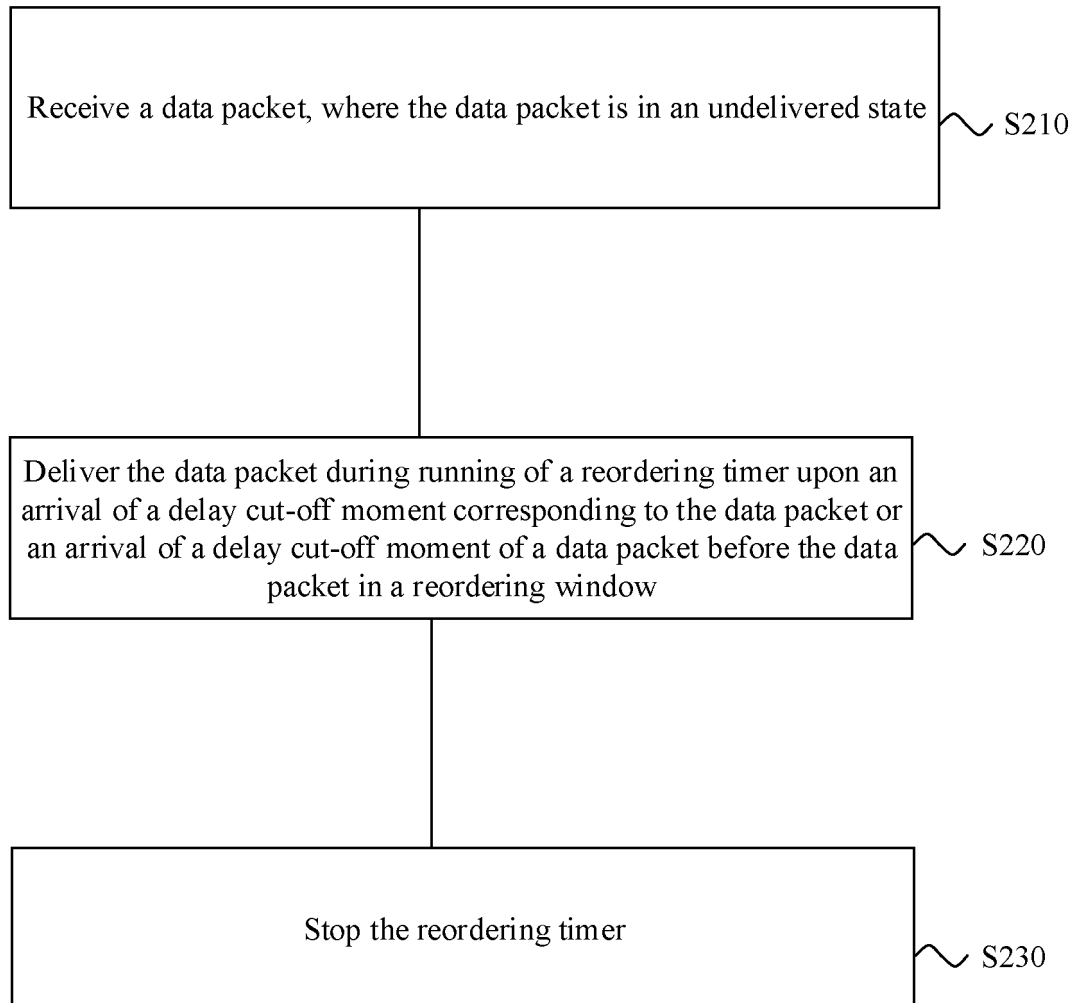 Receive a data packet, where the data packet is in an undelivered state
S210
Deliver the data packet during running of a reordering timer upon an
arrival of a delay cut-off moment corresponding to the data packet or
an arrival of a delay cut-off moment of a data packet before the data
packet in a reordering window
S220
Stop the reordering timer
S230